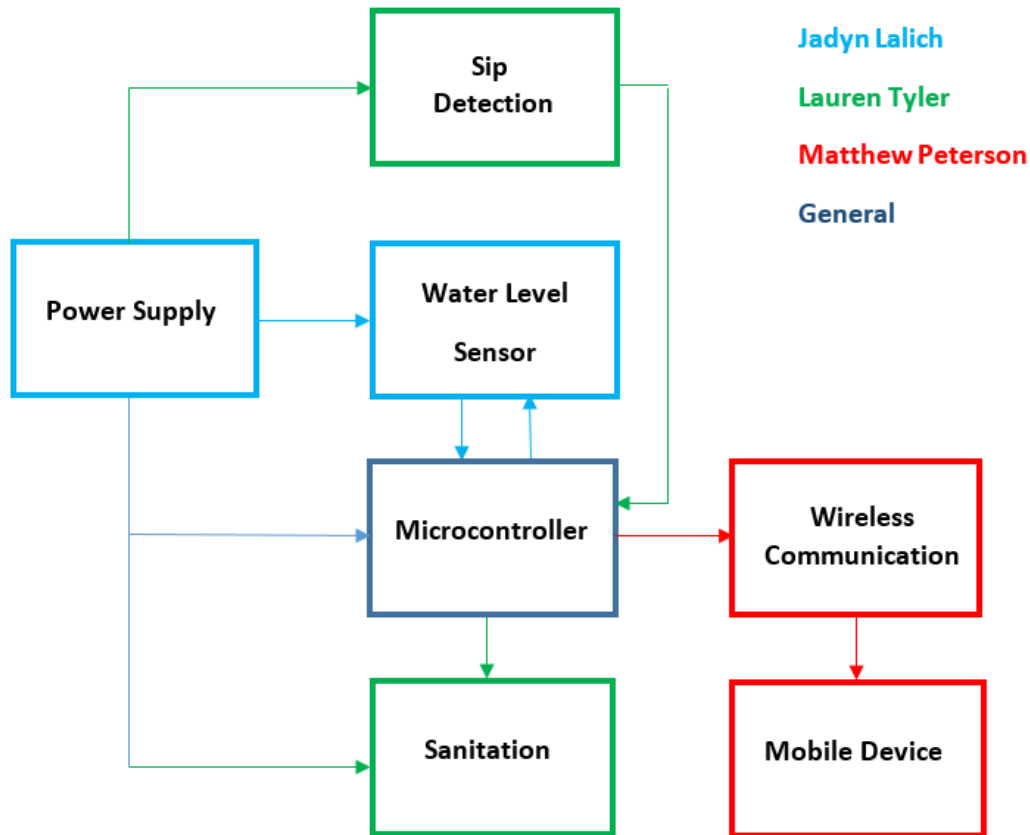 Sip
Detection
Jadyn Lalich
Lauren Tyler
Matthew Peterson
General
Power Supply
Water Level
Sensor
Microcontroller
Wireless
Communication
Sanitation
Mobile Device